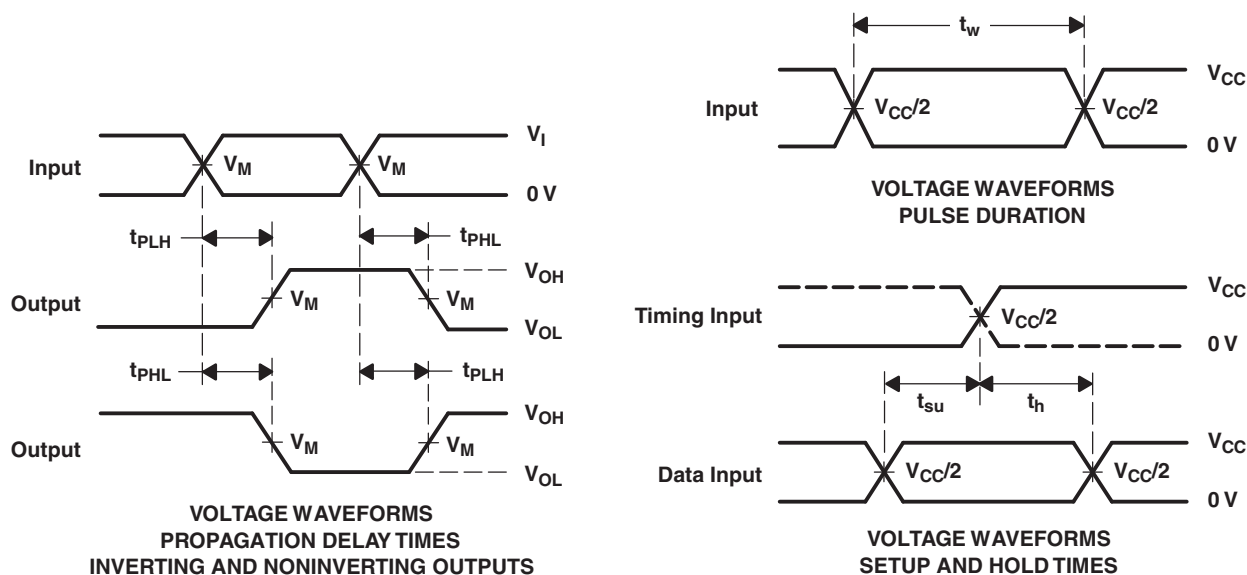 Input
V_M
V_M
V_I
0 V
t_PLH
t_PHL
Output
V_M
V_M
V_OH
V_OL
t_PHL
t_PLH
Output
V_M
V_M
V_OH
V_OL
VOLTAGE WAVEFORMS
PROPAGATION DELAY TIMES
INVERTING AND NONINVERTING OUTPUTS
t_w
Input
V_CC/2
V_CC/2
V_CC
0 V
VOLTAGE WAVEFORMS
PULSE DURATION
Timing Input
V_CC/2
V_CC
0 V
t_su
t_h
Data Input
V_CC/2
V_CC/2
V_CC
0 V
VOLTAGE WAVEFORMS
SETUP AND HOLD TIMES